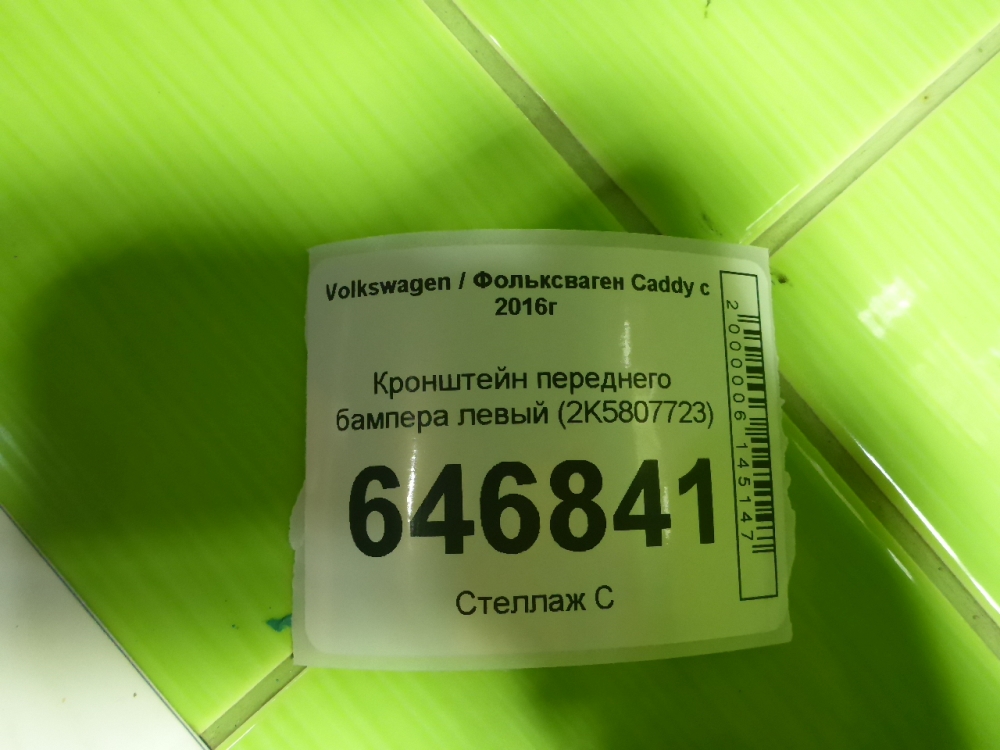 Volkswagen / Фольксваген Caddy с
2016г
Кронштейн переднего
бампера левый (2K5807723)
646841
Стеллаж С
2000006145147